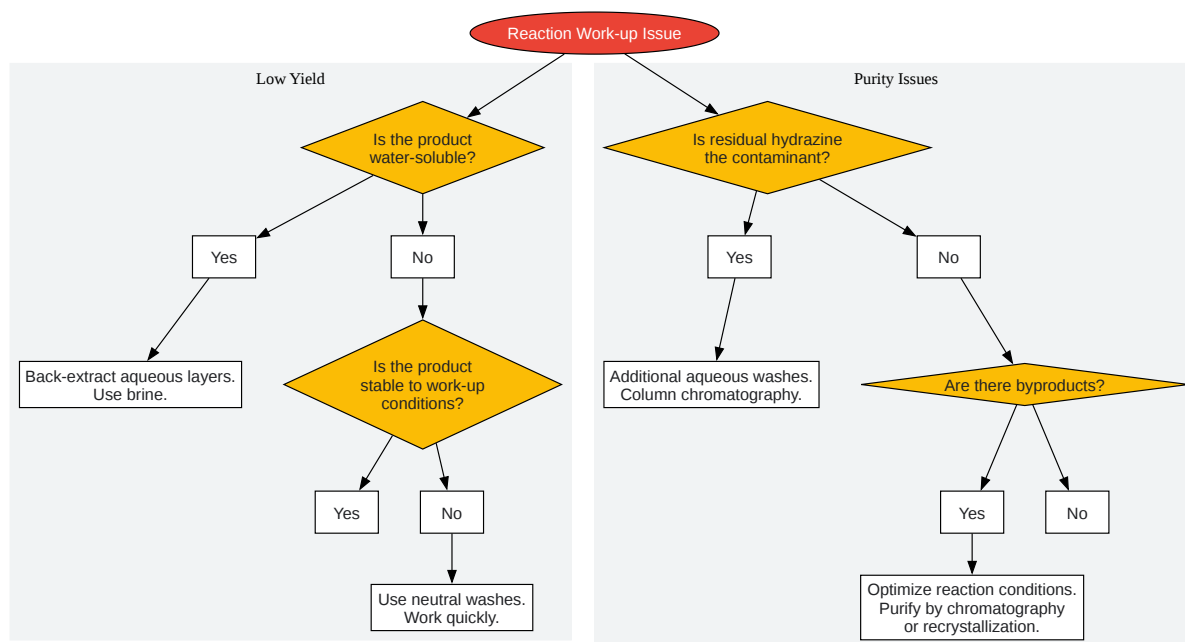 Reaction Work-up Issue
Low Yield
Purity Issues
Is the product
water-soluble?
Is residual hydrazine
the contaminant?
Yes
No
Yes
No
Back-extract aqueous layers.
Use brine.
Is the product
stable to work-up
conditions?
Additional aqueous washes.
Column chromatography.
Are there byproducts?
Yes
No
Yes
No
Use neutral washes.
Work quickly.
Optimize reaction conditions.
Purify by chromatography
or recrystallization.